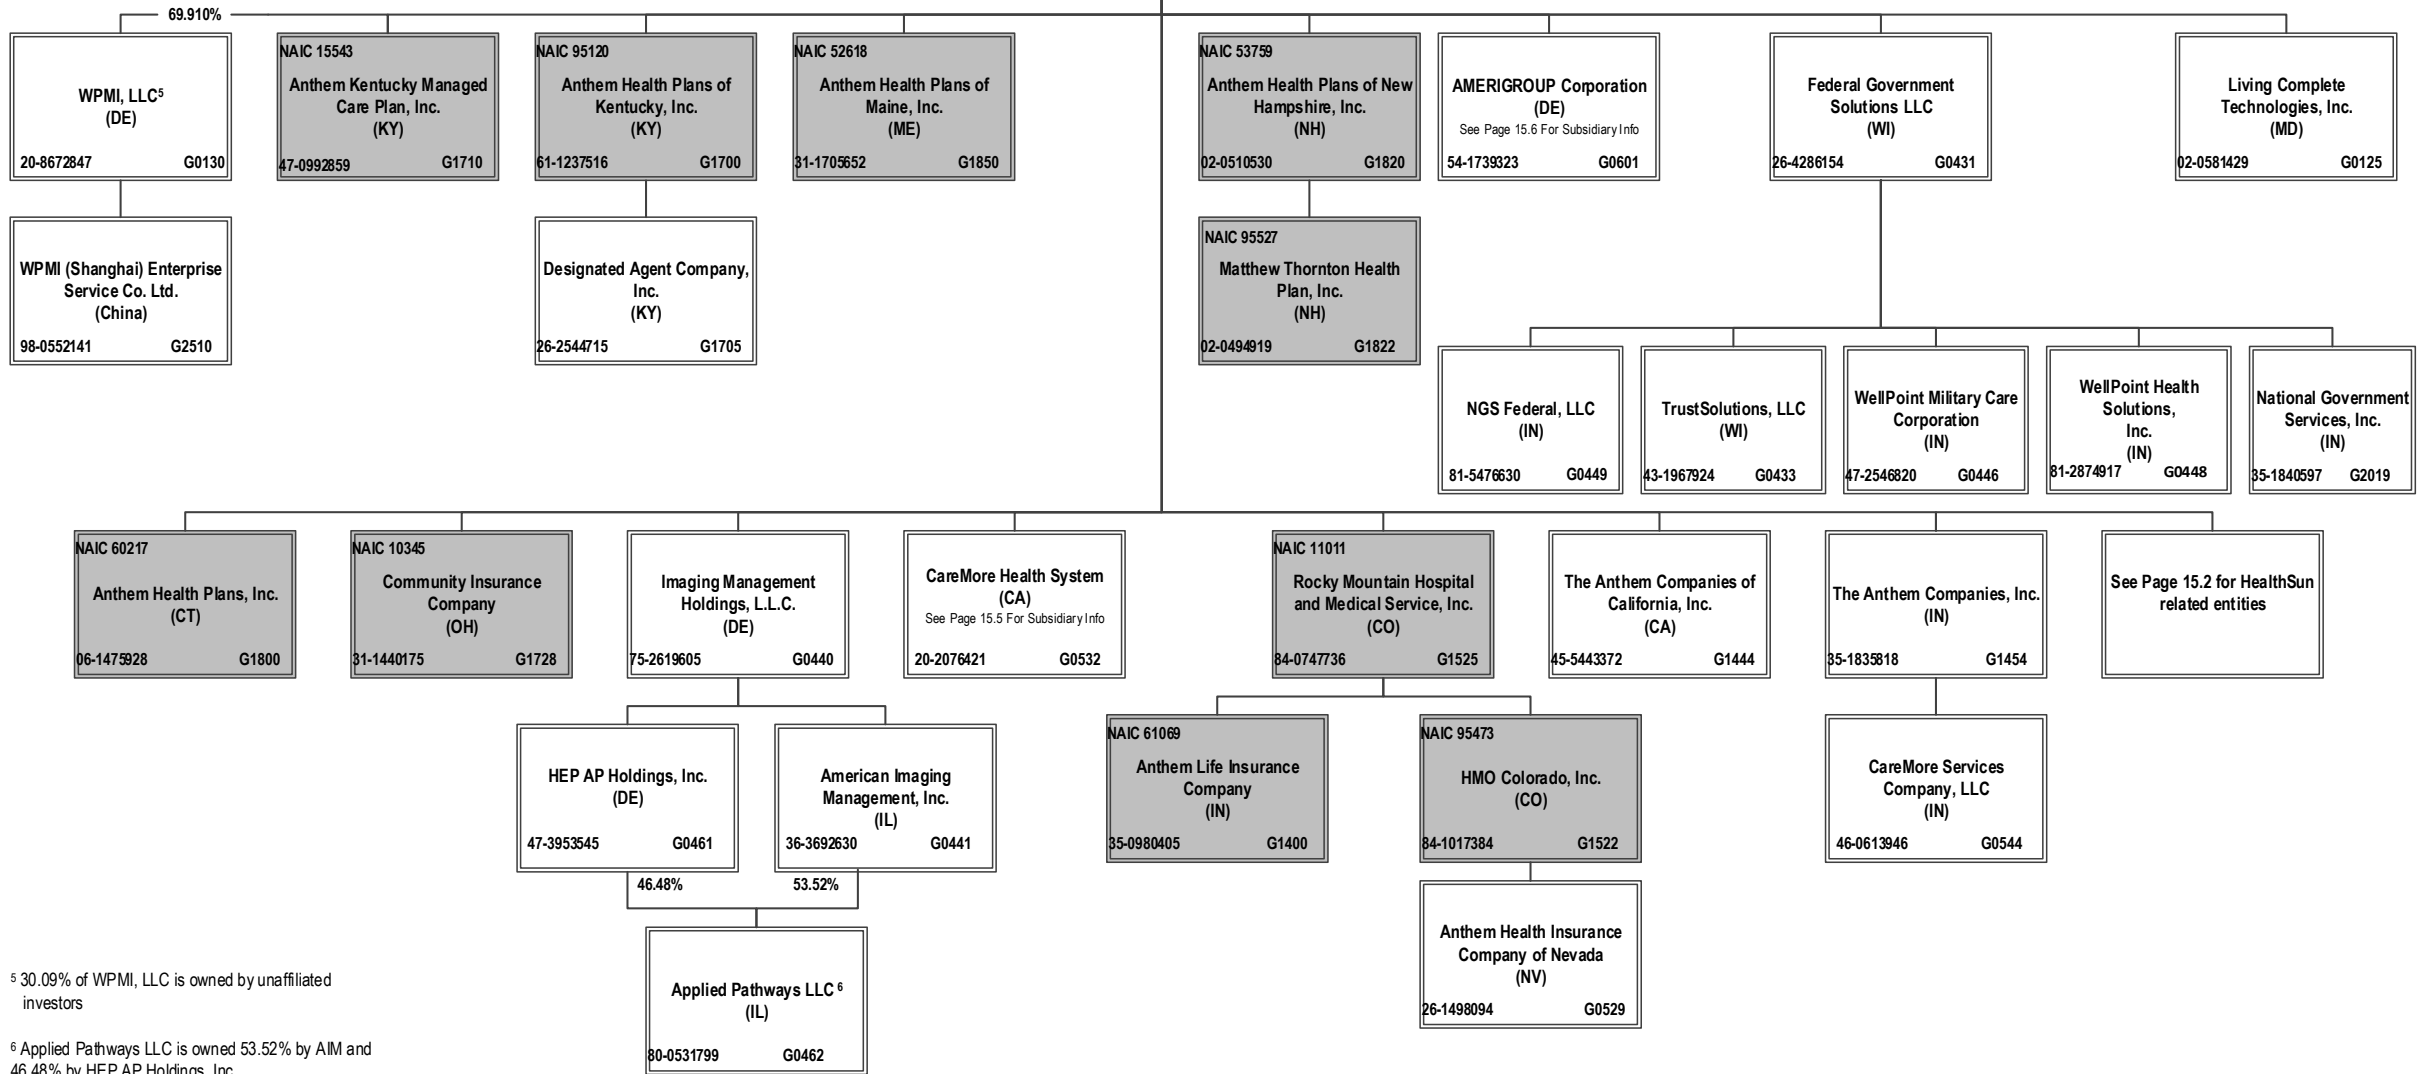 69.910%
WPMI, LLC⁵
(DE)
20-8672847 G0130
NAIC 15543
Anthem Kentucky Managed
Care Plan, Inc.
(KY)
47-0992859 G1710
NAIC 95120
Anthem Health Plans of
Kentucky, Inc.
(KY)
61-1237516 G1700
NAIC 52618
Anthem Health Plans of
Maine, Inc.
(ME)
31-1705652 G1850
NAIC 53759
Anthem Health Plans of New
Hampshire, Inc.
(NH)
02-0510530 G1820
AMERIGROUP Corporation
(DE)
See Page 15.6 For Subsidiary Info
54-1739323 G0601
Federal Government
Solutions LLC
(WI)
26-4286154 G0431
Living Complete
Technologies, Inc.
(MD)
02-0581429 G0125
WPMI (Shanghai) Enterprise
Service Co. Ltd.
(China)
98-0552141 G2510
Designated Agent Company,
Inc.
(KY)
26-2544715 G1705
NAIC 95527
Matthew Thornton Health
Plan, Inc.
(NH)
02-0494919 G1822
NGS Federal, LLC
(IN)
81-5476630 G0449
TrustSolutions, LLC
(WI)
43-1967924 G0433
WellPoint Military Care
Corporation
(IN)
47-2546820 G0446
WellPoint Health
Solutions,
Inc.
(IN)
81-2874917 G0448
National Government
Services, Inc.
(IN)
35-1840597 G2019
NAIC 60217
Anthem Health Plans, Inc.
(CT)
06-1475928 G1800
NAIC 10345
Community Insurance
Company
(OH)
31-1440175 G1728
Imaging Management
Holdings, L.L.C.
(DE)
75-2619605 G0440
CareMore Health System
(CA)
See Page 15.5 For Subsidiary Info
20-2076421 G0532
NAIC 11011
Rocky Mountain Hospital
and Medical Service, Inc.
(CO)
84-0747736 G1525
The Anthem Companies of
California, Inc.
(CA)
45-5443372 G1444
The Anthem Companies, Inc.
(IN)
35-1835818 G1454
See Page 15.2 for HealthSun
related entities
HEP AP Holdings, Inc.
(DE)
47-3953545 G0461
American Imaging
Management, Inc.
(IL)
36-3692630 G0441
NAIC 61069
Anthem Life Insurance
Company
(IN)
35-0980405 G1400
NAIC 95473
HMO Colorado, Inc.
(CO)
84-1017384 G1522
CareMore Services
Company, LLC
(IN)
46-0613946 G0544
46.48% 53.52%
Applied Pathways LLC ⁶
(IL)
80-0531799 G0462
Anthem Health Insurance
Company of Nevada
(NV)
26-1498094 G0529
⁵ 30.09% of WPMI, LLC is owned by unaffiliated
investors
⁶ Applied Pathways LLC is owned 53.52% by AIM and
46.48% by HEP AP Holdings, Inc